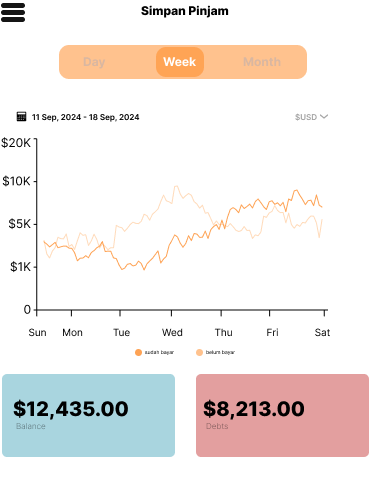 Simpan Pinjam
Day Week Month
11 Sep, 2024 - 18 Sep, 2024 $USD
$20K
$10K
$5K
$1K
0
Sun Mon Tue Wed Thu Fri Sat
sudah bayar belum bayar
$12,435.00 $8,213.00
Balance Debts